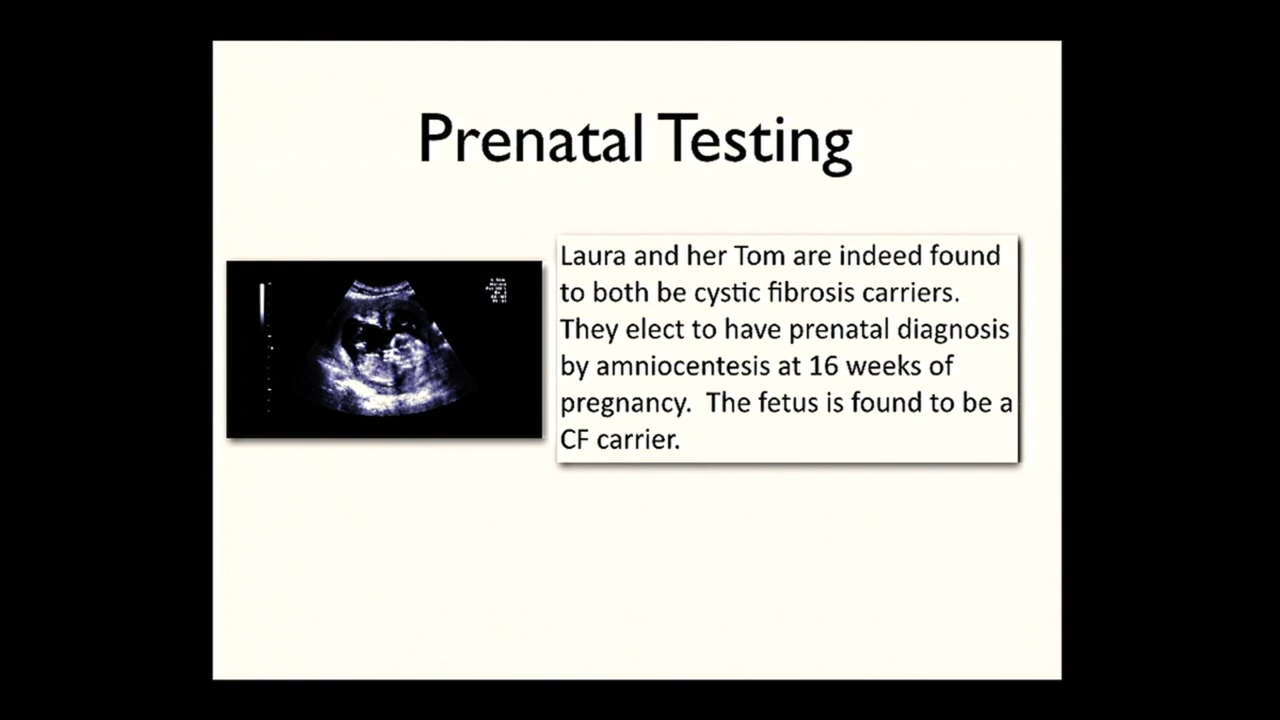 Prenatal Testing
Laura and her Tom are indeed found
to both be cystic fibrosis carriers.
They elect to have prenatal diagnosis
by amniocentesis at 16 weeks of
pregnancy.  The fetus is found to be a
CF carrier.